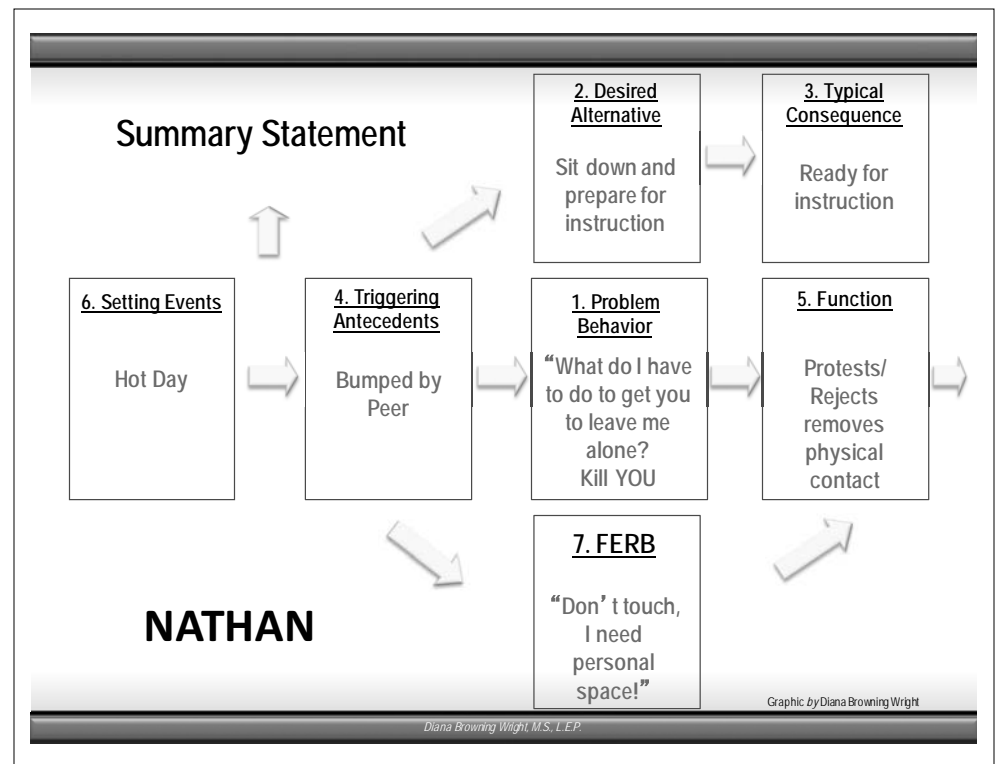 Summary Statement
2. Desired
Alternative
Sit down and
prepare for
instruction
3. Typical
Consequence
Ready for
instruction
6. Setting Events
Hot Day
4. Triggering
Antecedents
Bumped by
Peer
1. Problem
Behavior
“What do I have
to do to get you
to leave me
alone?
Kill YOU
5. Function
Protests/
Rejects
removes
physical
contact
7. FERB
“Don’t touch,
I need
personal
space!”
NATHAN
Graphic by Diana Browning Wright
Diana Browning Wright, M.S., L.E.P.